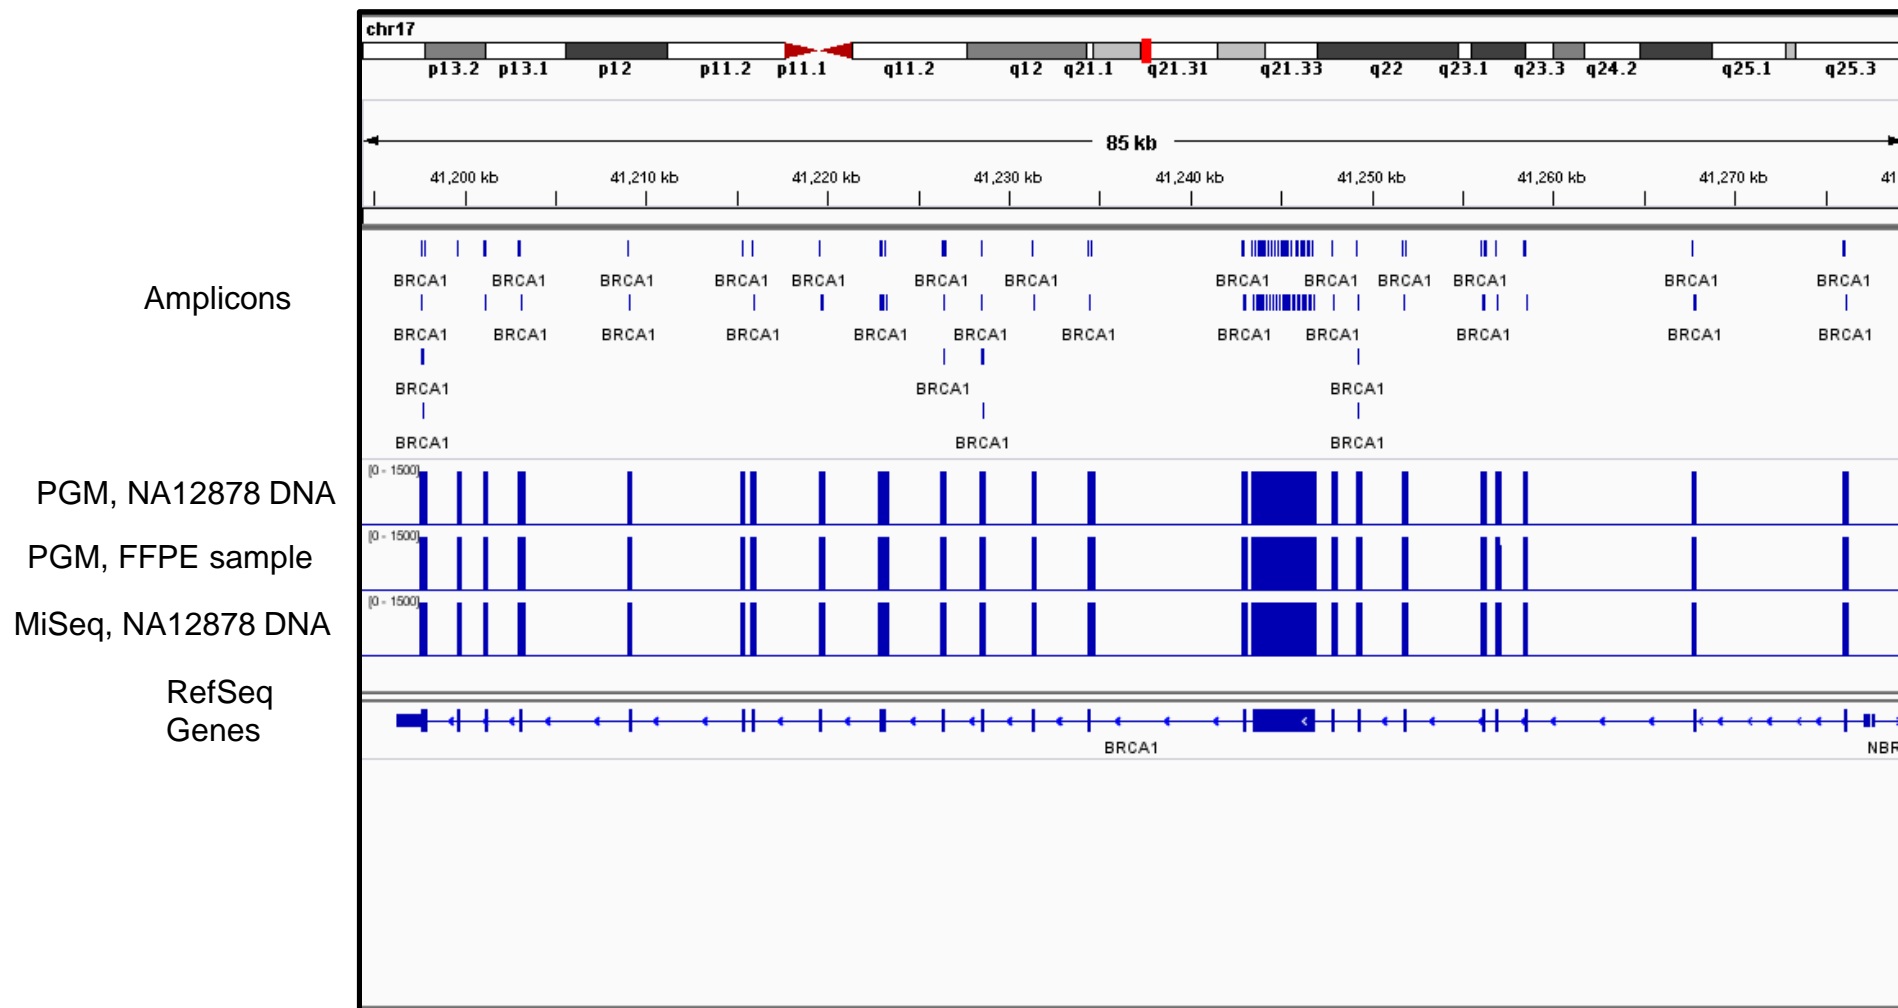 chr17
p13.2 p13.1 p12 p11.2 p11.1 q11.2 q12 q21.1 q21.31 q21.33 q22 q23.1 q23.3 q24.2 q25.1 q25.3
85 kb
41,200 kb 41,210 kb 41,220 kb 41,230 kb 41,240 kb 41,250 kb 41,260 kb 41,270 kb 41
Amplicons
BRCA1 BRCA1 BRCA1 BRCA1 BRCA1 BRCA1 BRCA1 BRCA1 BRCA1 BRCA1 BRCA1 BRCA1 BRCA1
BRCA1 BRCA1 BRCA1 BRCA1 BRCA1 BRCA1 BRCA1 BRCA1 BRCA1 BRCA1 BRCA1 BRCA1
BRCA1 BRCA1 BRCA1
BRCA1 BRCA1 BRCA1
PGM, NA12878 DNA
[0 - 1500]
PGM, FFPE sample
[0 - 1500]
MiSeq, NA12878 DNA
[0 - 1500]
RefSeq
Genes
BRCA1 NBR